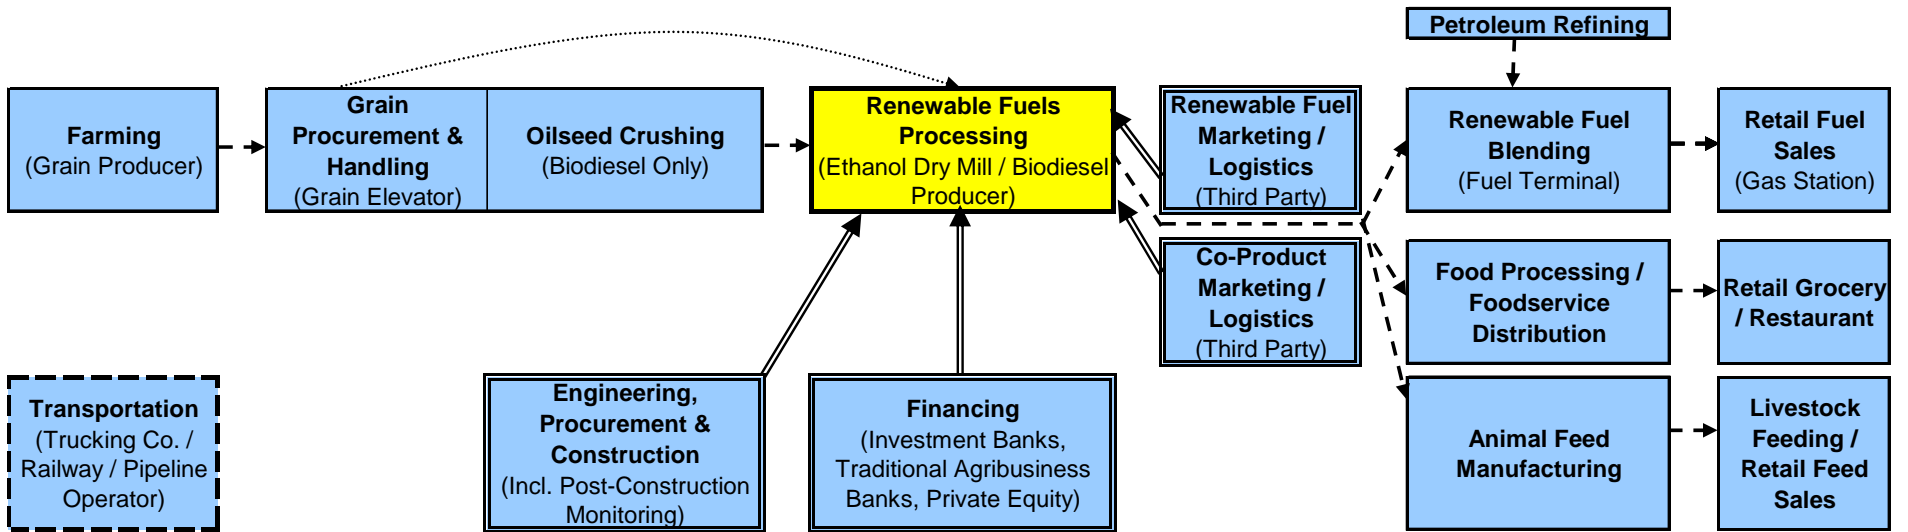 Petroleum Refining
Farming
(Grain Producer)
Grain
Procurement &
Handling
(Grain Elevator)
Oilseed Crushing
(Biodiesel Only)
Renewable Fuels
Processing
(Ethanol Dry Mill / Biodiesel
Producer)
Renewable Fuel
Marketing /
Logistics
(Third Party)
Renewable Fuel
Blending
(Fuel Terminal)
Retail Fuel
Sales
(Gas Station)
Co-Product
Marketing /
Logistics
(Third Party)
Food Processing /
Foodservice
Distribution
Retail Grocery
/ Restaurant
Transportation
(Trucking Co. /
Railway / Pipeline
Operator)
Engineering,
Procurement &
Construction
(Incl. Post-Construction
Monitoring)
Financing
(Investment Banks,
Traditional Agribusiness
Banks, Private Equity)
Animal Feed
Manufacturing
Livestock
Feeding /
Retail Feed
Sales